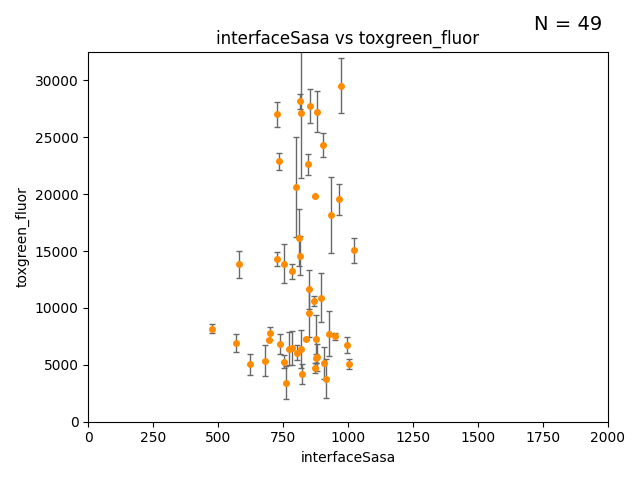 N = 49
interfaceSasa vs toxgreen_fluor
30000
25000
20000
15000
10000
5000
0
toxgreen_fluor
0 250 500 750 1000 1250 1500 1750 2000
interfaceSasa